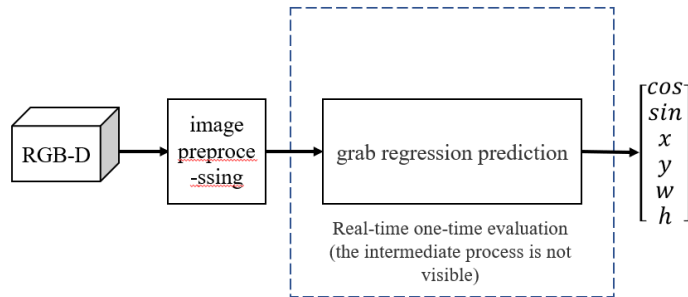 RGB-D
image
preproce
-ssing
grab regression prediction
Real-time one-time evaluation
(the intermediate process is not
visible)
cos
sin
x
y
w
h